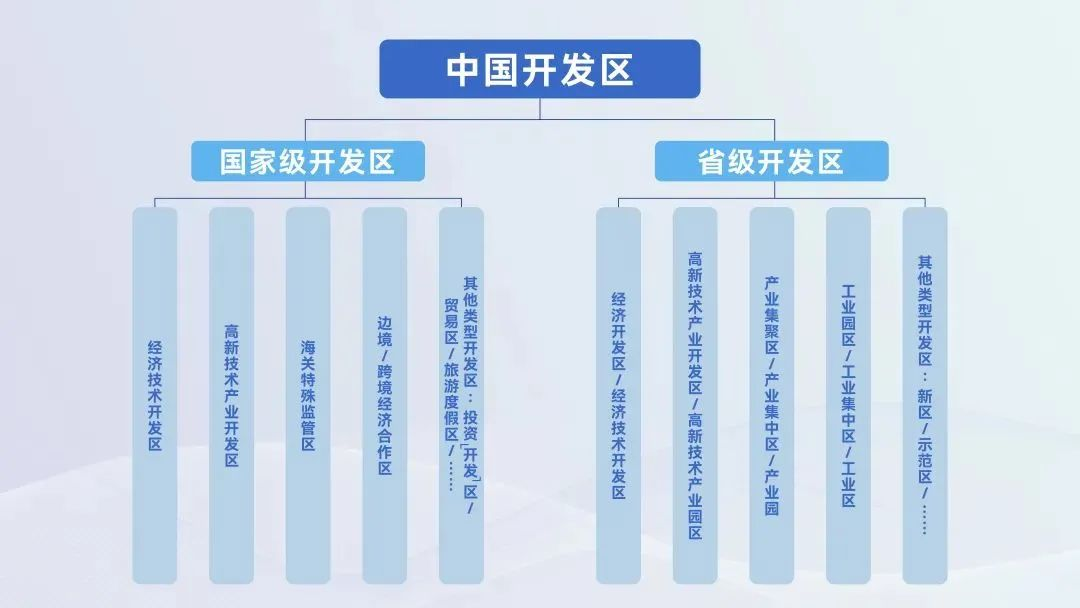 中国开发区
国家级开发区
省级开发区
经济技术开发区
高新技术产业开发区
海关特殊监管区
边境/跨境经济合作区
其他类型开发区：投资「开发」区/
贸易区/旅游度假区/……
经济开发区/经济技术开发区
高新技术产业开发区/高新技术产业园区
产业集聚区/产业集中区/产业园
工业园区/工业集中区/工业区
其他类型开发区：新区/示范区/……